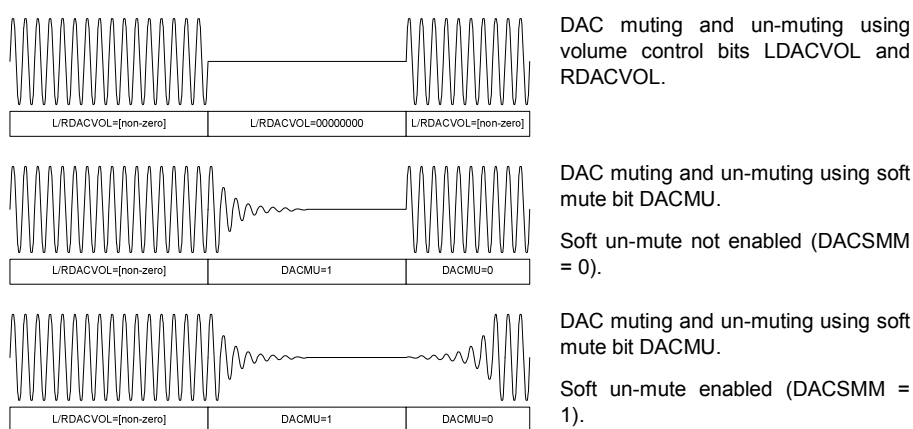 DAC muting and un-muting using
volume control bits LDACVOL and
RDACVOL.
L/RDACVOL=[non-zero] L/RDACVOL=00000000 L/RDACVOL=[non-zero]
DAC muting and un-muting using soft
mute bit DACMU.
Soft un-mute not enabled (DACSMM
= 0).
L/RDACVOL=[non-zero] DACMU=1 DACMU=0
DAC muting and un-muting using soft
mute bit DACMU.
Soft un-mute enabled (DACSMM =
1).
L/RDACVOL=[non-zero] DACMU=1 DACMU=0